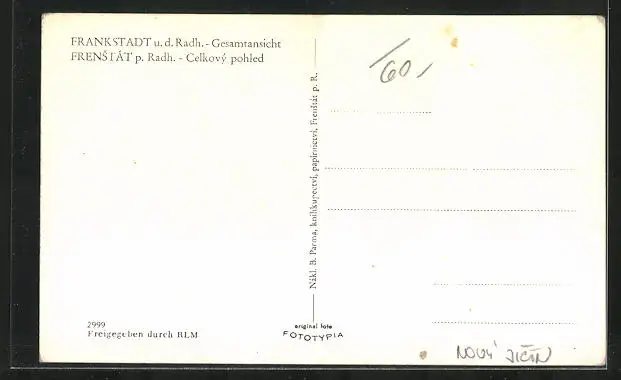 FRANKSTADT u. d. Radh. - Gesamtansicht
FRENŠTÁT p. Radh. - Celkový pohled
60,
Nákl. B. Parma, knihkupectví, papírnictví, Frenštát p. R.
2999
Freigegeben durch RLM
original foto
FOTOTYPIA
NOVÝ JIČÍN